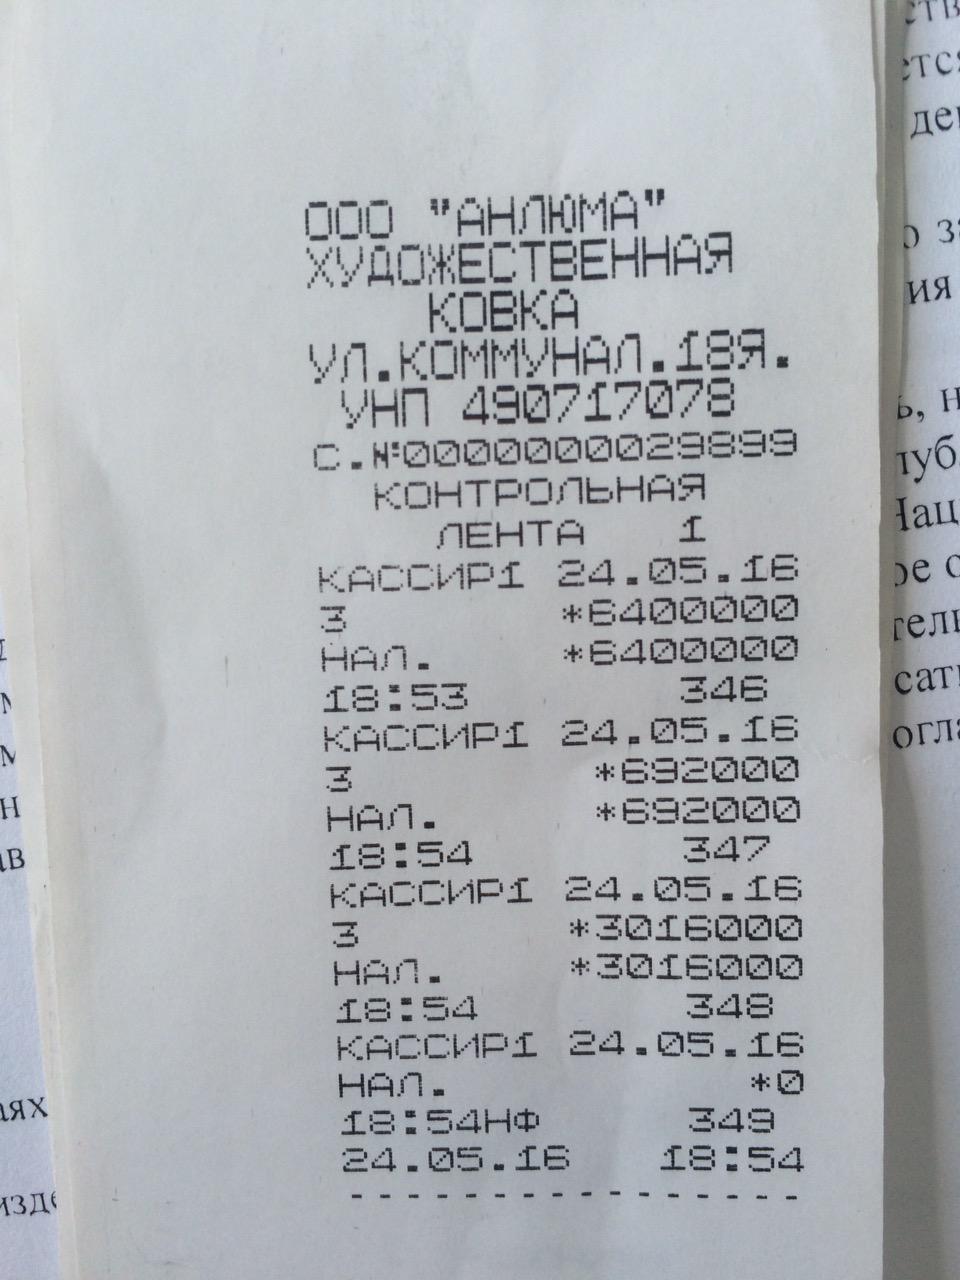 ООО "АНЛЮМА"
ХУДОЖЕСТВЕННАЯ
КОВКА
УЛ.КОММУНАЛ.18Я.
УНП 490717078
С.№0000000029899
КОНТРОЛЬНАЯ
ЛЕНТА 1
КАССИР1 24.05.16
3 *6400000
НАЛ. *6400000
18:53 346
КАССИР1 24.05.16
3 *692000
НАЛ. *692000
18:54 347
КАССИР1 24.05.16
3 *3016000
НАЛ. *3016000
18:54 348
КАССИР1 24.05.16
НАЛ. *0
18:54НФ 349
24.05.16 18:54
----------------